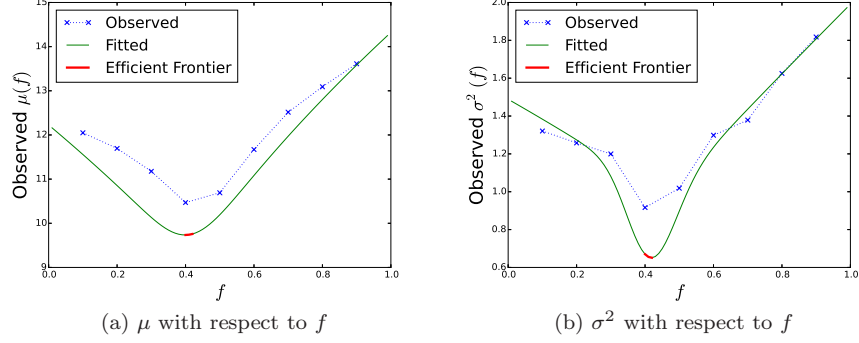 15
14
13
12
11
10
9
Observed μ(f)
Observed
Fitted
Efficient Frontier
0.0 0.2 0.4 0.6 0.8 1.0
f
(a) μ with respect to f
2.0
1.8
1.6
1.4
1.2
1.0
0.8
0.6
Observed σ² (f)
Observed
Fitted
Efficient Frontier
0.0 0.2 0.4 0.6 0.8 1.0
f
(b) σ² with respect to f